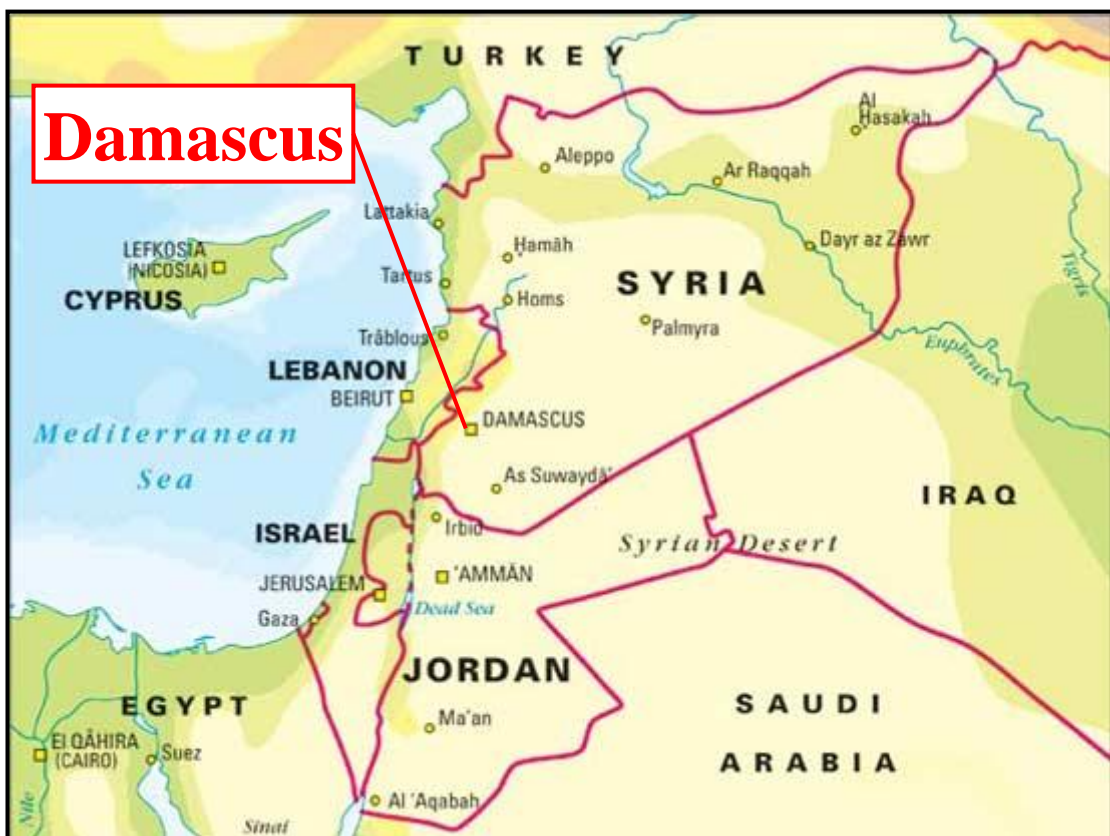 TURKEY
Damascus
Al
Ḥasakah
Aleppo
Ar Raqqah
Lattakia
Ḥamāh
Dayr az Zawr
LEFKOSIA
(NICOSIA)
CYPRUS
Tartus
SYRIA
Homs
Tigris
Palmyra
Trâblous
Euphrates
LEBANON
BEIRUT
DAMASCUS
Mediterranean
Sea
As Suwaydā'
IRAQ
ISRAEL
Irbid
Syrian Desert
JERUSALEM
'AMMĀN
Dead Sea
Gaza
JORDAN
EGYPT
SAUDI
ARABIA
Ma'an
El QÂHIRA
(CAIRO)
Suez
Nile
Al 'Aqabah
Sinai